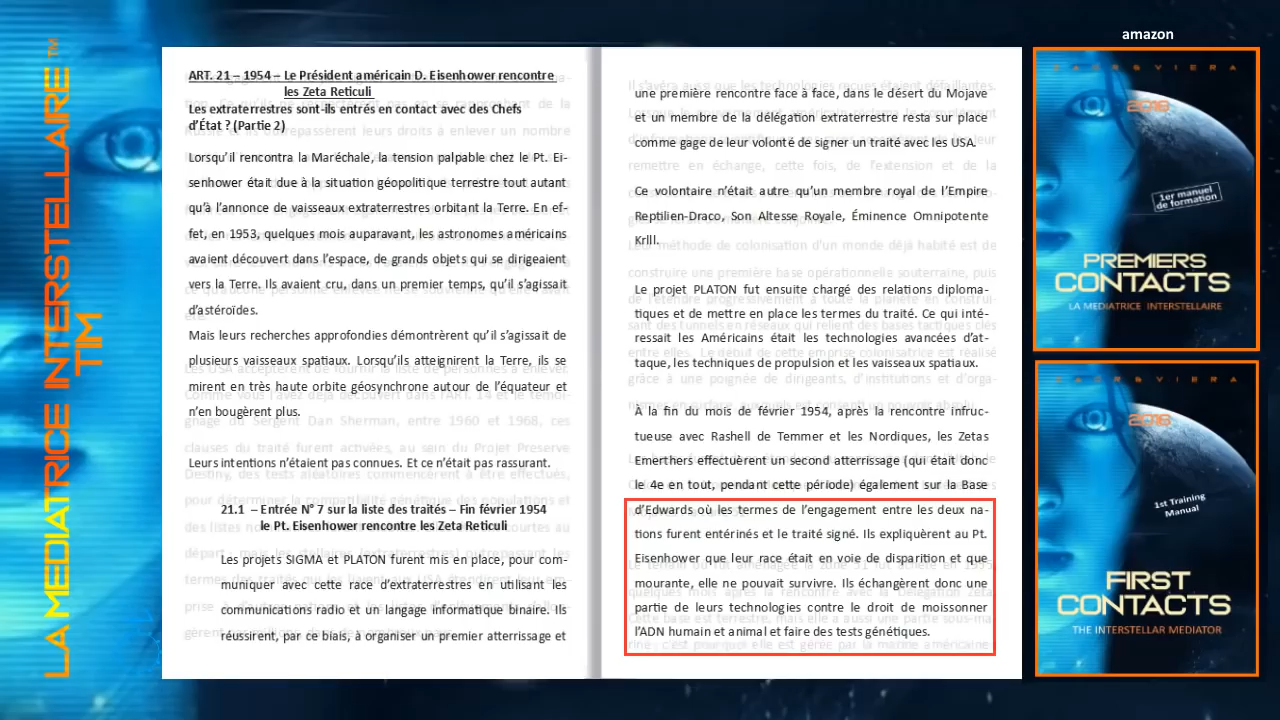 LA MEDIATRICE INTERSTELLAIRE™
TIM
ART. 21 – 1954 – Le Président américain D. Eisenhower rencontre
les Zeta Reticuli
Les extraterrestres sont-ils entrés en contact avec des Chefs
d'État ? (Partie 2)
Lorsqu'il rencontra la Maréchale, la tension palpable chez le Pt. Ei-
senhower était due à la situation géopolitique terrestre tout autant
qu'à l'annonce de vaisseaux extraterrestres orbitant la Terre. En ef-
fet, en 1953, quelques mois auparavant, les astronomes américains
avaient découvert dans l'espace, de grands objets qui se dirigeaient
vers la Terre. Ils avaient cru, dans un premier temps, qu'il s'agissait
d'astéroïdes.
Mais leurs recherches approfondies démontrèrent qu'il s'agissait de
plusieurs vaisseaux spatiaux. Lorsqu'ils atteignirent la Terre, ils se
mirent en très haute orbite géosynchrone autour de l'équateur et
n'en bougèrent plus.
Leurs intentions n'étaient pas connues. Et ce n'était pas rassurant.
21.1 – Entrée N° 7 sur la liste des traités – Fin février 1954
le Pt. Eisenhower rencontre les Zeta Reticuli
Les projets SIGMA et PLATON furent mis en place, pour com-
muniquer avec cette race d'extraterrestres en utilisant les
communications radio et un langage informatique binaire. Ils
réussirent, par ce biais, à organiser un premier atterrissage et
une première rencontre face à face, dans le désert du Mojave
et un membre de la délégation extraterrestre resta sur place
comme gage de leur volonté de signer un traité avec les USA.
Ce volontaire n'était autre qu'un membre royal de l'Empire
Reptilien-Draco, Son Altesse Royale, Éminence Omnipotente
Krlll.
Le projet PLATON fut ensuite chargé des relations diploma-
tiques et de mettre en place les termes du traité. Ce qui inté-
ressait les Américains était les technologies avancées d'at-
taque, les techniques de propulsion et les vaisseaux spatiaux.
À la fin du mois de février 1954, après la rencontre infruc-
tueuse avec Rashell de Temmer et les Nordiques, les Zetas
Emerthers effectuèrent un second atterrissage (qui était donc
le 4e en tout, pendant cette période) également sur la Base
d'Edwards où les termes de l'engagement entre les deux na-
tions furent entérinés et le traité signé. Ils expliquèrent au Pt.
Eisenhower que leur race était en voie de disparition et que
mourante, elle ne pouvait survivre. Ils échangèrent donc une
partie de leurs technologies contre le droit de moissonner
l'ADN humain et animal et faire des tests génétiques.
amazon
2016
1er manuel
de formation
PREMIERS
CONTACTS
LA MEDIATRICE INTERSTELLAIRE
2016
1st Training
Manual
FIRST
CONTACTS
THE INTERSTELLAR MEDIATOR